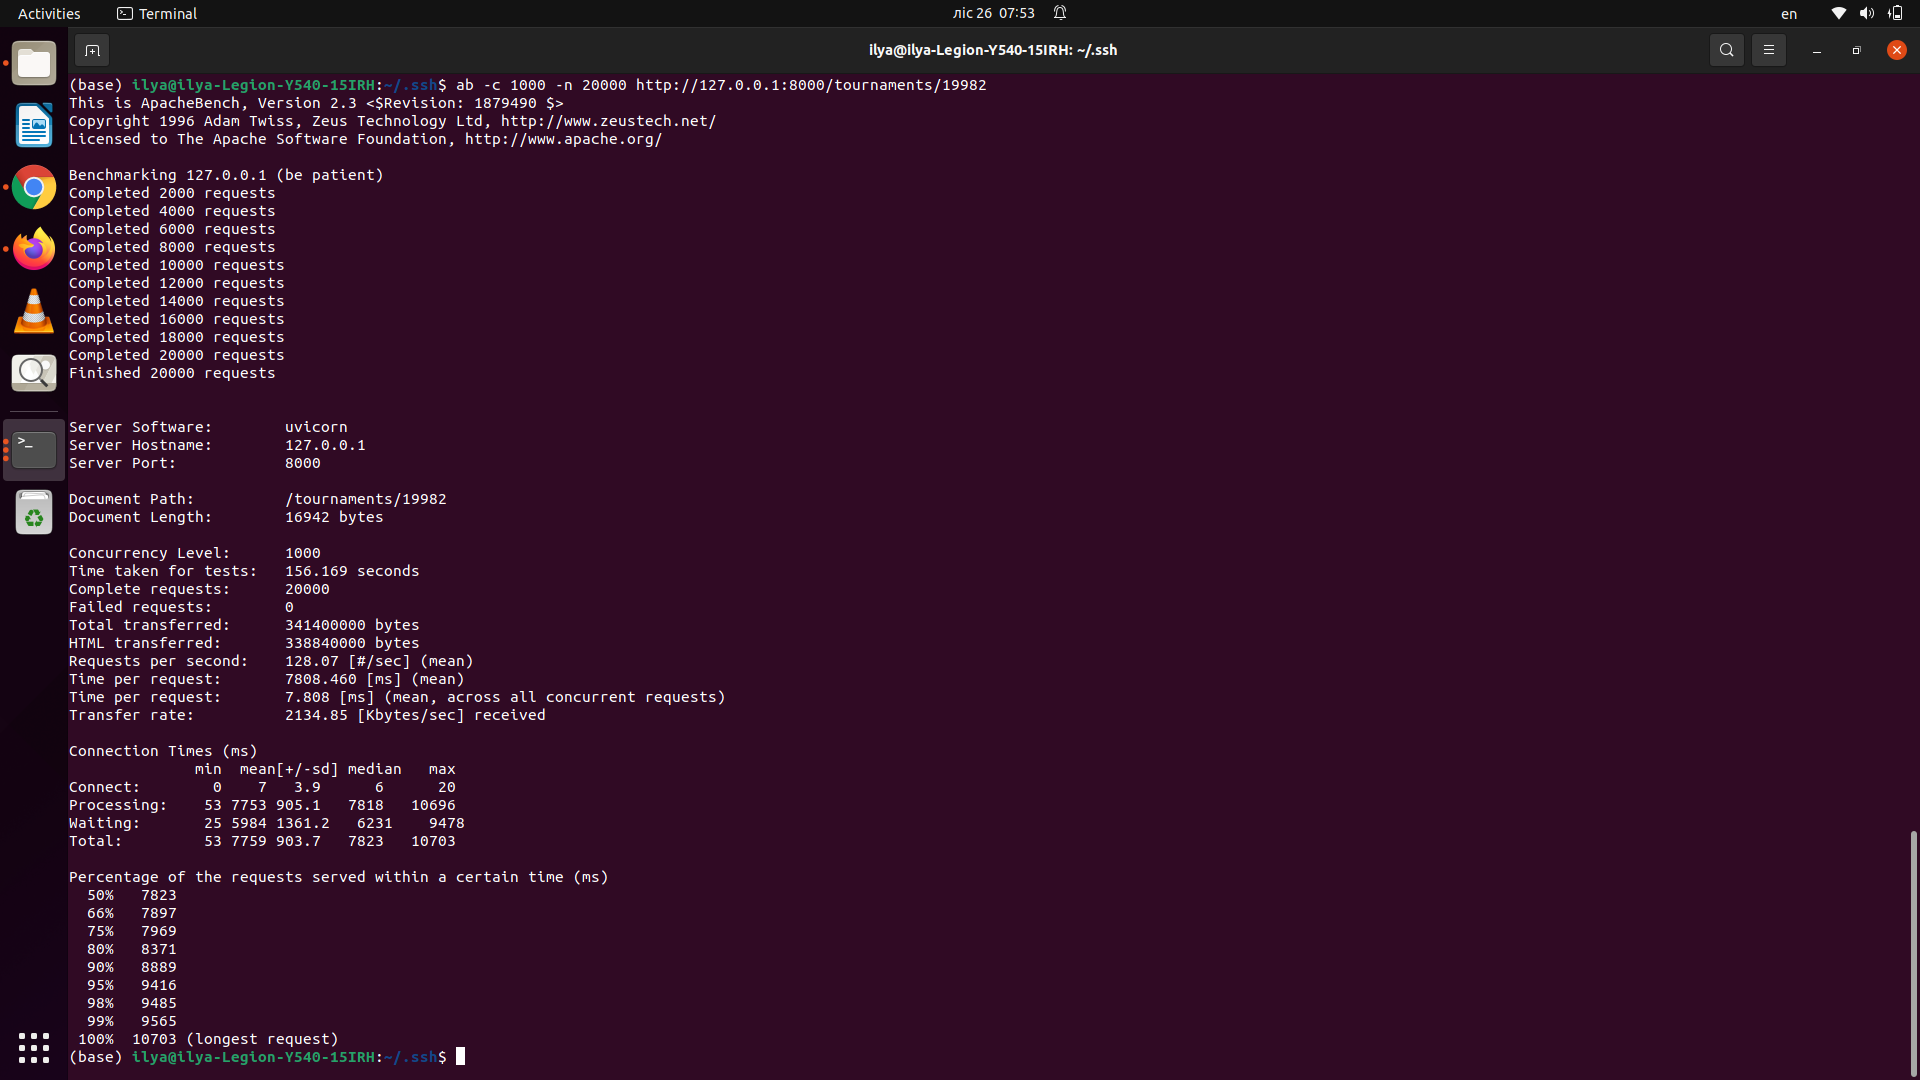 Activities Terminal ліс 26 07:53 en
ilya@ilya-Legion-Y540-15IRH: ~/.ssh
(base) ilya@ilya-Legion-Y540-15IRH:~/.ssh$ ab -c 1000 -n 20000 http://127.0.0.1:8000/tournaments/19982
This is ApacheBench, Version 2.3 <$Revision: 1879490 $>
Copyright 1996 Adam Twiss, Zeus Technology Ltd, http://www.zeustech.net/
Licensed to The Apache Software Foundation, http://www.apache.org/
Benchmarking 127.0.0.1 (be patient)
Completed 2000 requests
Completed 4000 requests
Completed 6000 requests
Completed 8000 requests
Completed 10000 requests
Completed 12000 requests
Completed 14000 requests
Completed 16000 requests
Completed 18000 requests
Completed 20000 requests
Finished 20000 requests
Server Software: uvicorn
Server Hostname: 127.0.0.1
Server Port: 8000
Document Path: /tournaments/19982
Document Length: 16942 bytes
Concurrency Level: 1000
Time taken for tests: 156.169 seconds
Complete requests: 20000
Failed requests: 0
Total transferred: 341400000 bytes
HTML transferred: 338840000 bytes
Requests per second: 128.07 [#/sec] (mean)
Time per request: 7808.460 [ms] (mean)
Time per request: 7.808 [ms] (mean, across all concurrent requests)
Transfer rate: 2134.85 [Kbytes/sec] received
Connection Times (ms)
min mean[+/-sd] median max
Connect: 0 7 3.9 6 20
Processing: 53 7753 905.1 7818 10696
Waiting: 25 5984 1361.2 6231 9478
Total: 53 7759 903.7 7823 10703
Percentage of the requests served within a certain time (ms)
50% 7823
66% 7897
75% 7969
80% 8371
90% 8889
95% 9416
98% 9485
99% 9565
100% 10703 (longest request)
(base) ilya@ilya-Legion-Y540-15IRH:~/.ssh$